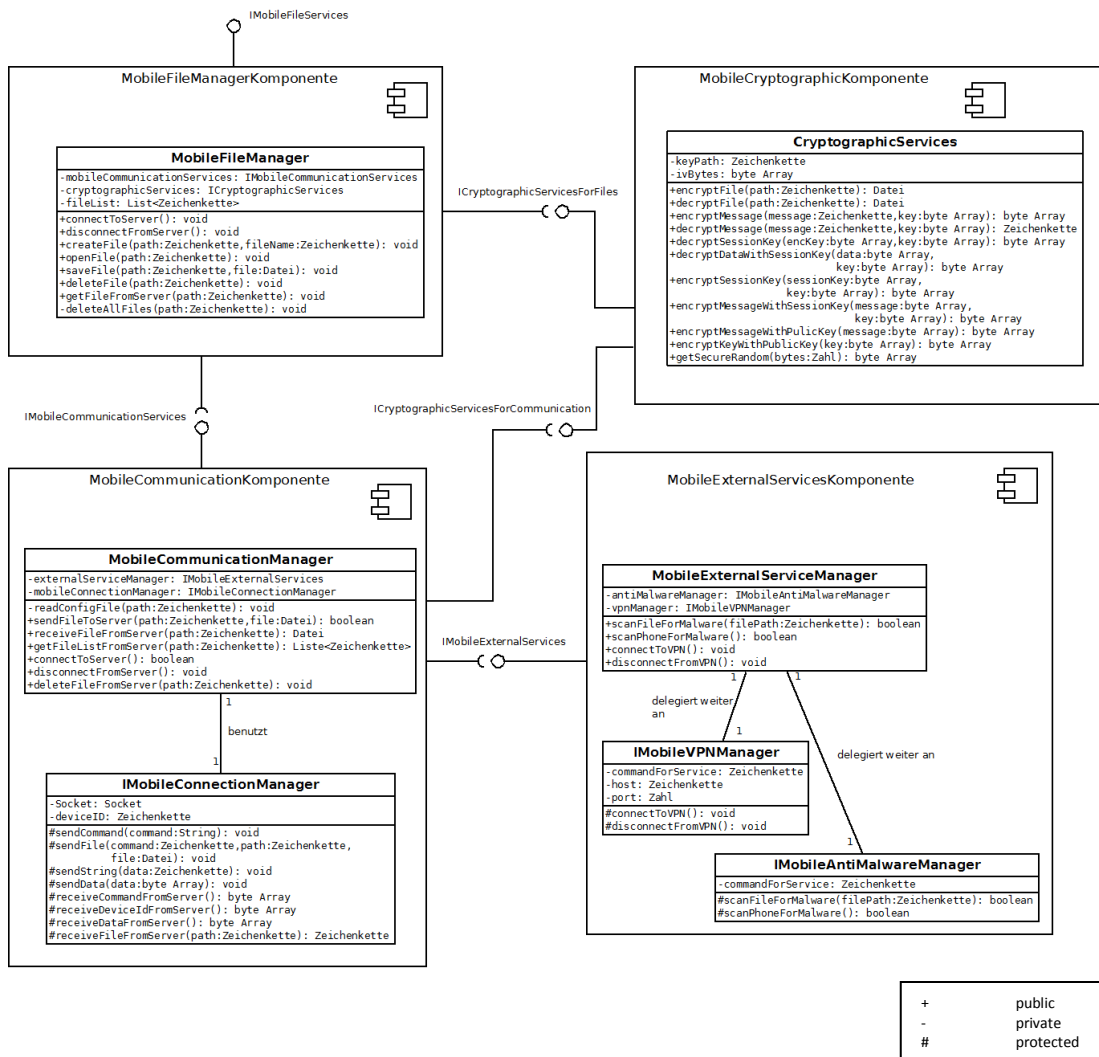 IMobileFileServices
MobileFileManagerKomponente
MobileFileManager
-mobileCommunicationServices: IMobileCommunicationServices
-cryptographicServices: ICryptographicServices
-fileList: List<Zeichenkette>
+connectToServer(): void
+disconnectFromServer(): void
+createFile(path:Zeichenkette,fileName:Zeichenkette): void
+openFile(path:Zeichenkette): void
+saveFile(path:Zeichenkette,file:Datei): void
+deleteFile(path:Zeichenkette): void
+getFileFromServer(path:Zeichenkette): void
-deleteAllFiles(path:Zeichenkette): void
ICryptographicServicesForFiles
MobileCryptographicKomponente
CryptographicServices
-keyPath: Zeichenkette
-ivBytes: byte Array
+encryptFile(path:Zeichenkette): Datei
+decryptFile(path:Zeichenkette): Datei
+encryptMessage(message:Zeichenkette,key:byte Array): byte Array
+decryptMessage(message:Zeichenkette,key:byte Array): Zeichenkette
+decryptSessionKey(encKey:byte Array,key:byte Array): byte Array
+decryptDataWithSessionKey(data:byte Array,
key:byte Array): byte Array
+encryptSessionKey(sessionKey:byte Array,
key:byte Array): byte Array
+encryptMessageWithSessionKey(message:byte Array,
key:byte Array): byte Array
+encryptMessageWithPulicKey(message:byte Array): byte Array
+encryptKeyWithPublicKey(key:byte Array): byte Array
+getSecureRandom(bytes:Zahl): byte Array
IMobileCommunicationServices
ICryptographicServicesForCommunication
MobileCommunicationKomponente
MobileCommunicationManager
-externalServiceManager: IMobileExternalServices
-mobileConnectionManager: IMobileConnectionManager
-readConfigFile(path:Zeichenkette): void
+sendFileToServer(path:Zeichenkette,file:Datei): boolean
+receiveFileFromServer(path:Zeichenkette): Datei
+getFileListFromServer(path:Zeichenkette): Liste<Zeichenkette>
+connectToServer(): boolean
+disconnectFromServer(): void
+deleteFileFromServer(path:Zeichenkette): void
1
benutzt
1
IMobileConnectionManager
-Socket: Socket
-deviceID: Zeichenkette
#sendCommand(command:String): void
#sendFile(command:Zeichenkette,path:Zeichenkette,
file:Datei): void
#sendString(data:Zeichenkette): void
#sendData(data:byte Array): void
#receiveCommandFromServer(): byte Array
#receiveDeviceIdFromServer(): byte Array
#receiveDataFromServer(): byte Array
#receiveFileFromServer(path:Zeichenkette): Zeichenkette
IMobileExternalServices
MobileExternalServicesKomponente
MobileExternalServiceManager
-antiMalwareManager: IMobileAntiMalwareManager
-vpnManager: IMobileVPNManager
+scanFileForMalware(filePath:Zeichenkette): boolean
+scanPhoneForMalware(): boolean
+connectToVPN(): void
+disconnectFromVPN(): void
1
1
delegiert weiter
an
1
delegiert weiter an
1
IMobileVPNManager
-commandForService: Zeichenkette
-host: Zeichenkette
-port: Zahl
#connectToVPN(): void
#disconnectFromVPN(): void
IMobileAntiMalwareManager
-commandForService: Zeichenkette
#scanFileForMalware(filePath:Zeichenkette): boolean
#scanPhoneForMalware(): boolean
+ public
- private
# protected